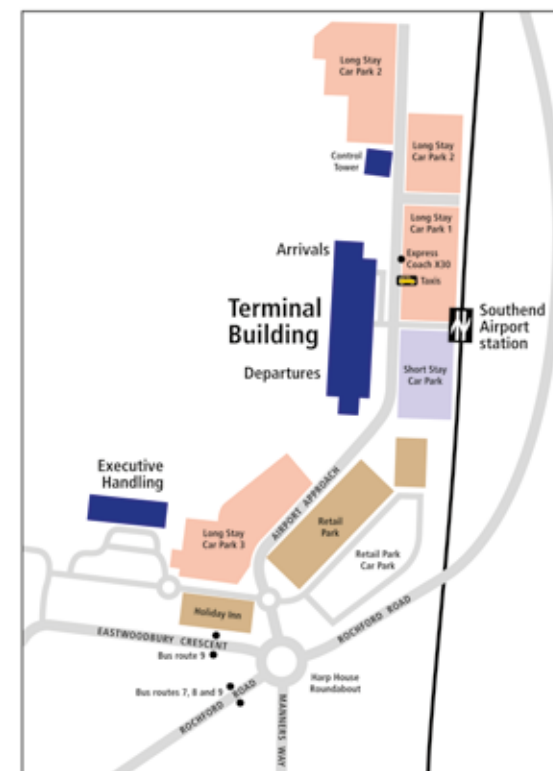 Long Stay
Car Park 2
Control
Tower
Long Stay
Car Park 2
Long Stay
Car Park 1
Express
Coach X30
Taxis
Arrivals
Terminal
Building
Departures
Southend
Airport
station
Short Stay
Car Park
Executive
Handling
Long Stay
Car Park 3
AIRPORT APPROACH
Retail
Park
Retail Park
Car Park
Holiday Inn
ROCHFORD ROAD
EASTWOODBURY CRESCENT
Bus route 9
Harp House
Roundabout
Bus routes 7, 8 and 9
ROCHFORD ROAD
MANNERS WAY